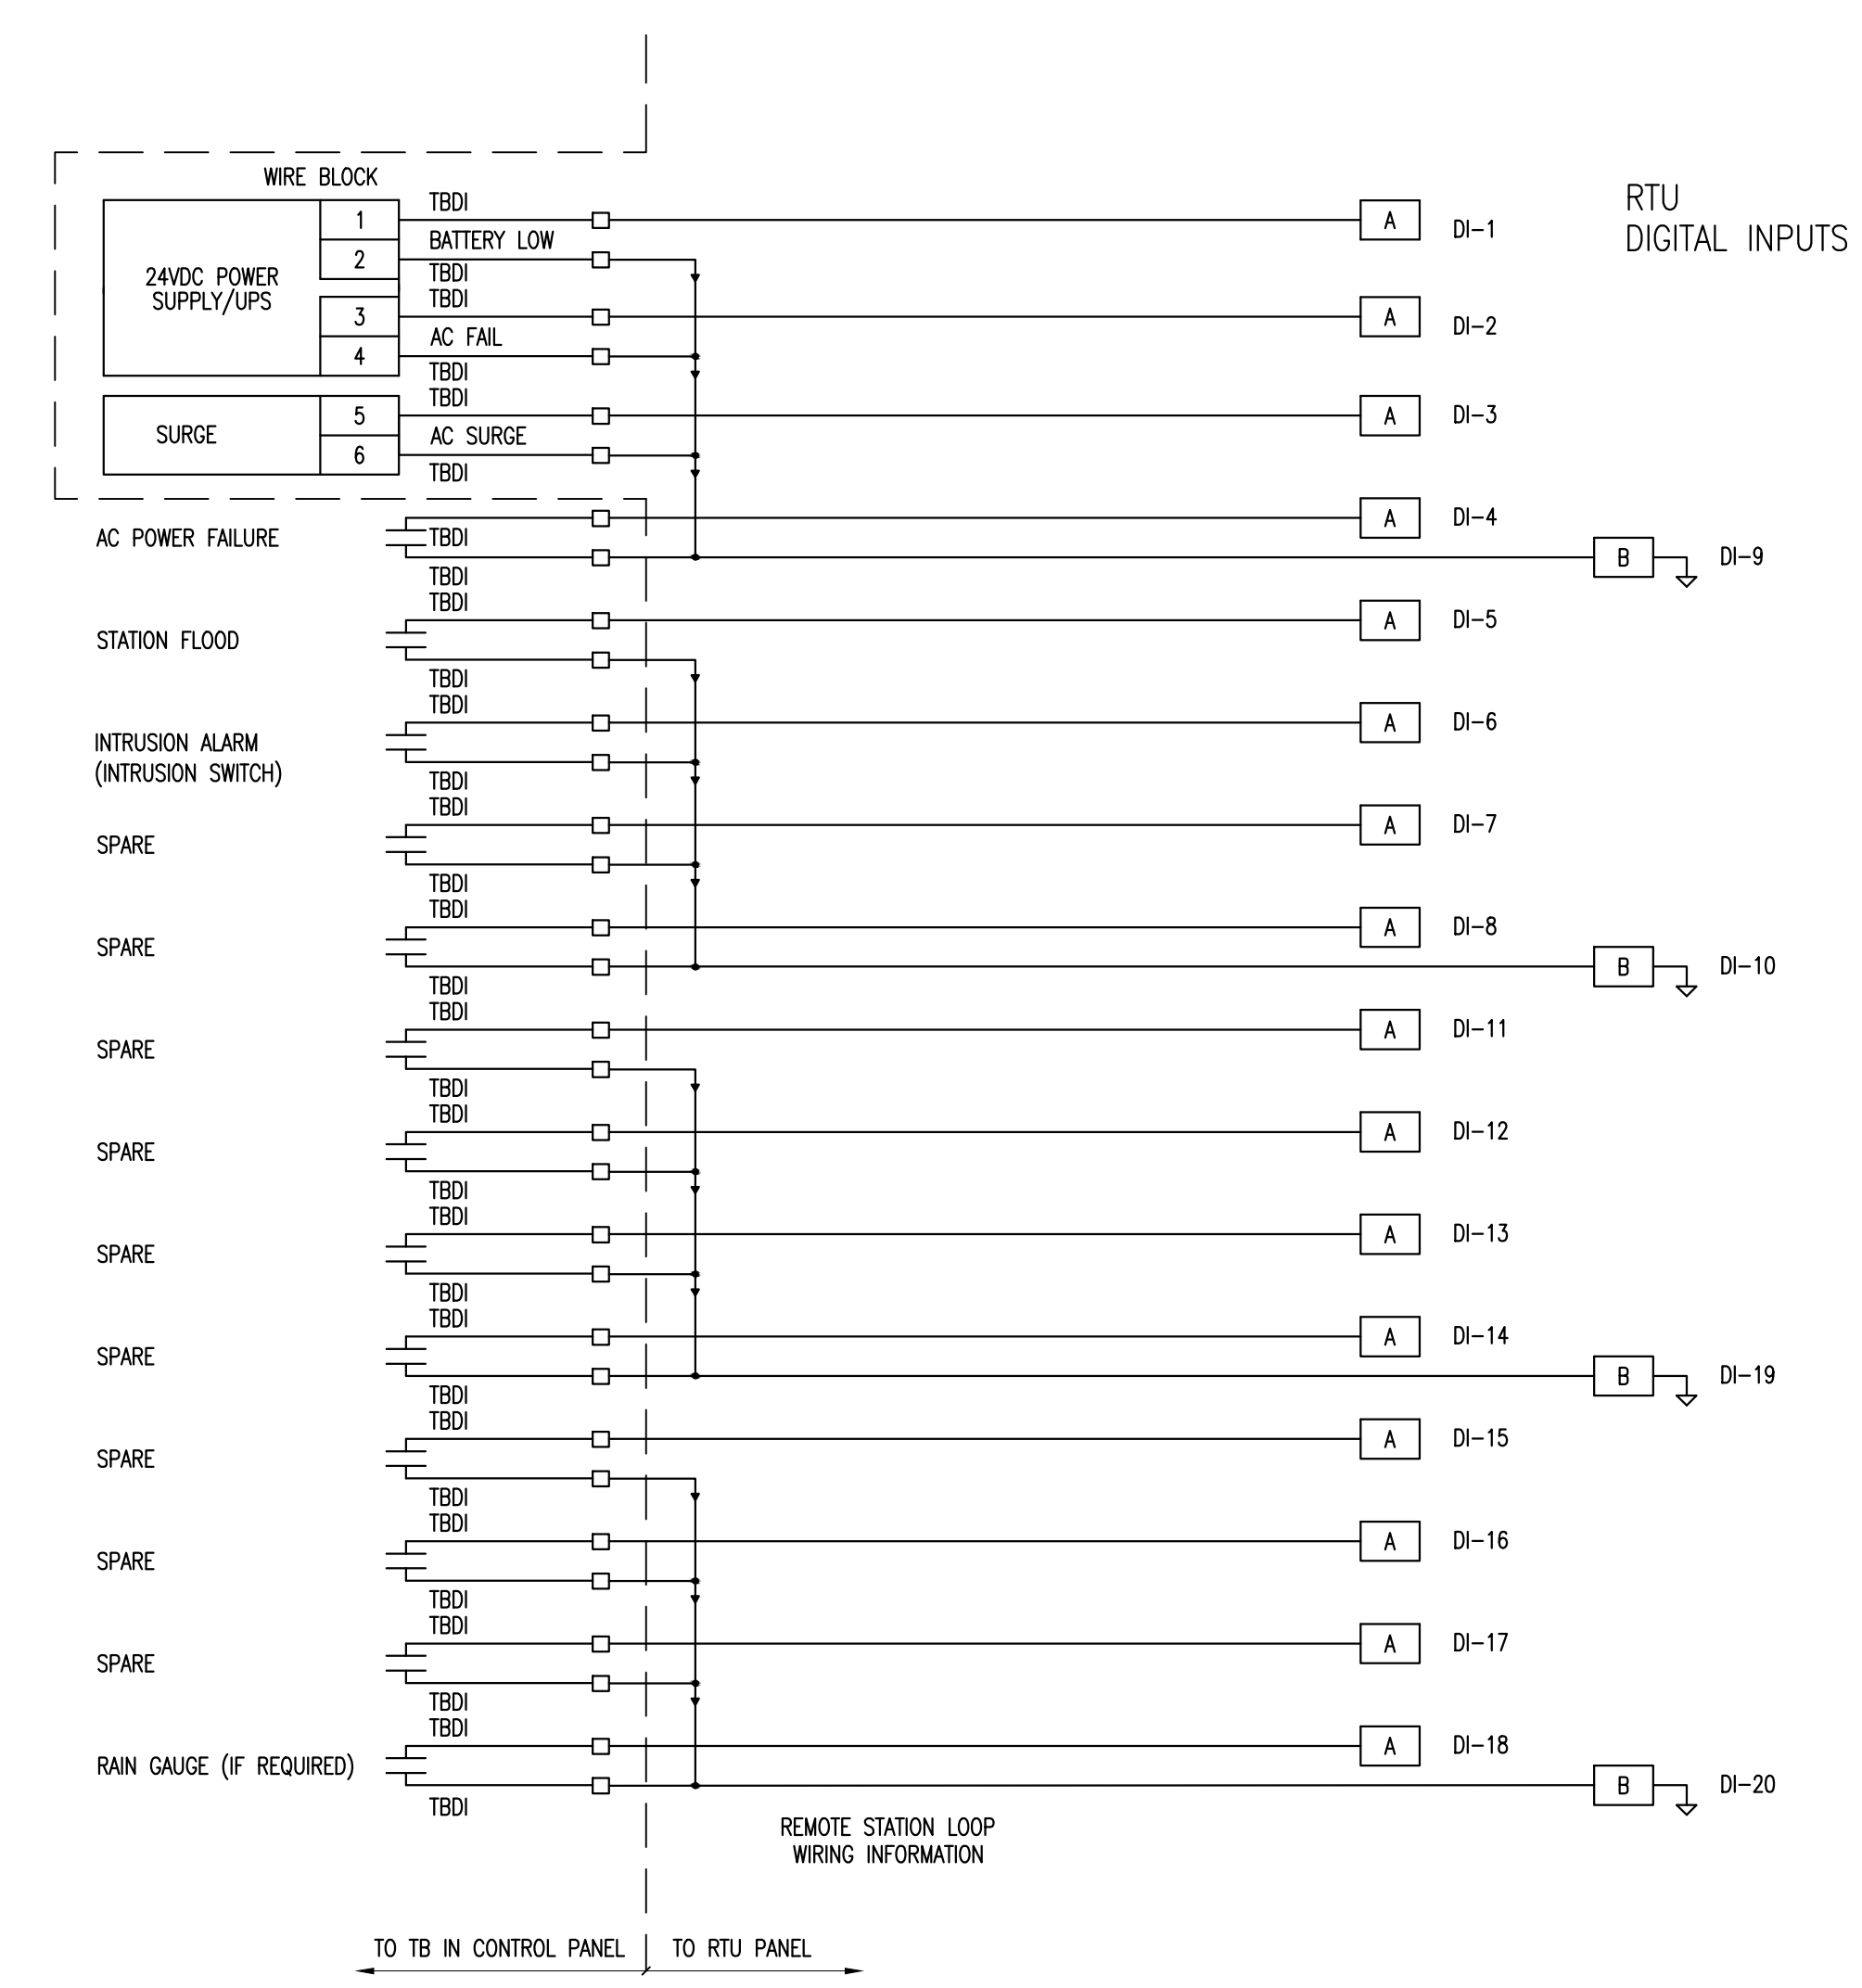 WIRE BLOCK
RTU
DIGITAL INPUTS
24VDC POWER
SUPPLY/UPS
1
TBDI
A
DI-1
BATTERY LOW
2
TBDI
TBDI
3
A
DI-2
AC FAIL
4
TBDI
TBDI
SURGE
5
A
DI-3
AC SURGE
6
TBDI
AC POWER FAILURE
TBDI
A
DI-4
B
DI-9
TBDI
TBDI
STATION FLOOD
A
DI-5
TBDI
TBDI
INTRUSION ALARM
(INTRUSION SWITCH)
A
DI-6
TBDI
TBDI
SPARE
A
DI-7
TBDI
TBDI
SPARE
A
DI-8
B
DI-10
TBDI
TBDI
SPARE
A
DI-11
TBDI
TBDI
SPARE
A
DI-12
TBDI
TBDI
SPARE
A
DI-13
TBDI
TBDI
SPARE
A
DI-14
B
DI-19
TBDI
TBDI
SPARE
A
DI-15
TBDI
TBDI
SPARE
A
DI-16
TBDI
TBDI
SPARE
A
DI-17
TBDI
TBDI
RAIN GAUGE (IF REQUIRED)
A
DI-18
B
DI-20
TBDI
REMOTE STATION LOOP
WIRING INFORMATION
TO TB IN CONTROL PANEL
TO RTU PANEL